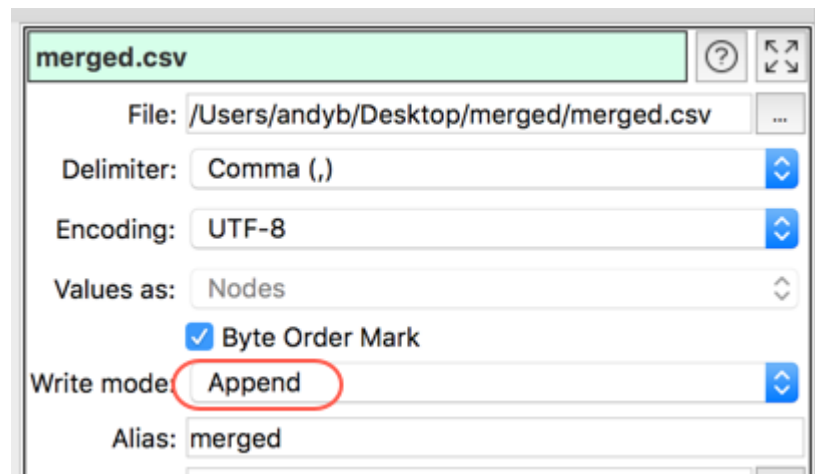 merged.csv
File: /Users/andyb/Desktop/merged/merged.csv ...
Delimiter: Comma (,)
Encoding: UTF-8
Values as: Nodes
Byte Order Mark
Write mode: Append
Alias: merged